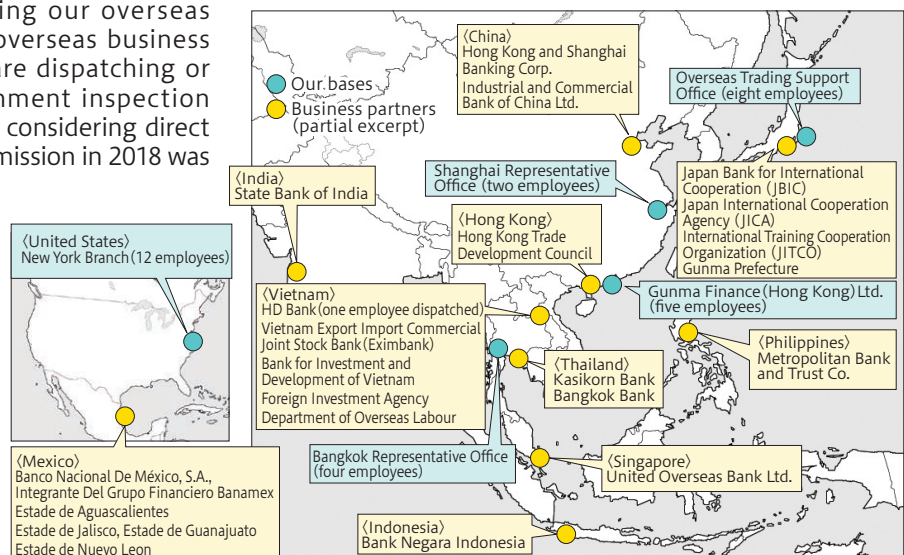 ing our overseas
overseas business
are dispatching or
nment inspection
considering direct
mission in 2018 was
Our bases
Business partners
(partial excerpt)
〈China〉
Hong Kong and Shanghai
Banking Corp.
Industrial and Commercial
Bank of China Ltd.
Overseas Trading Support
Office (eight employees)
〈India〉
State Bank of India
Shanghai Representative
Office (two employees)
Japan Bank for International
Cooperation (JBIC)
Japan International Cooperation
Agency (JICA)
International Training Cooperation
Organization (JITCO)
Gunma Prefecture
〈Hong Kong〉
Hong Kong Trade
Development Council
〈United States〉
New York Branch (12 employees)
〈Vietnam〉
HD Bank (one employee dispatched)
Vietnam Export Import Commercial
Joint Stock Bank (Eximbank)
Bank for Investment and
Development of Vietnam
Foreign Investment Agency
Department of Overseas Labour
Gunma Finance (Hong Kong) Ltd.
(five employees)
〈Philippines〉
Metropolitan Bank
and Trust Co.
〈Thailand〉
Kasikorn Bank
Bangkok Bank
Bangkok Representative Office
(four employees)
〈Singapore〉
United Overseas Bank Ltd.
〈Mexico〉
Banco Nacional De México, S.A.,
Integrante Del Grupo Financiero Banamex
Estado de Aguascalientes
Estado de Jalisco, Estado de Guanajuato
Estado de Nuevo Leon
〈Indonesia〉
Bank Negara Indonesia